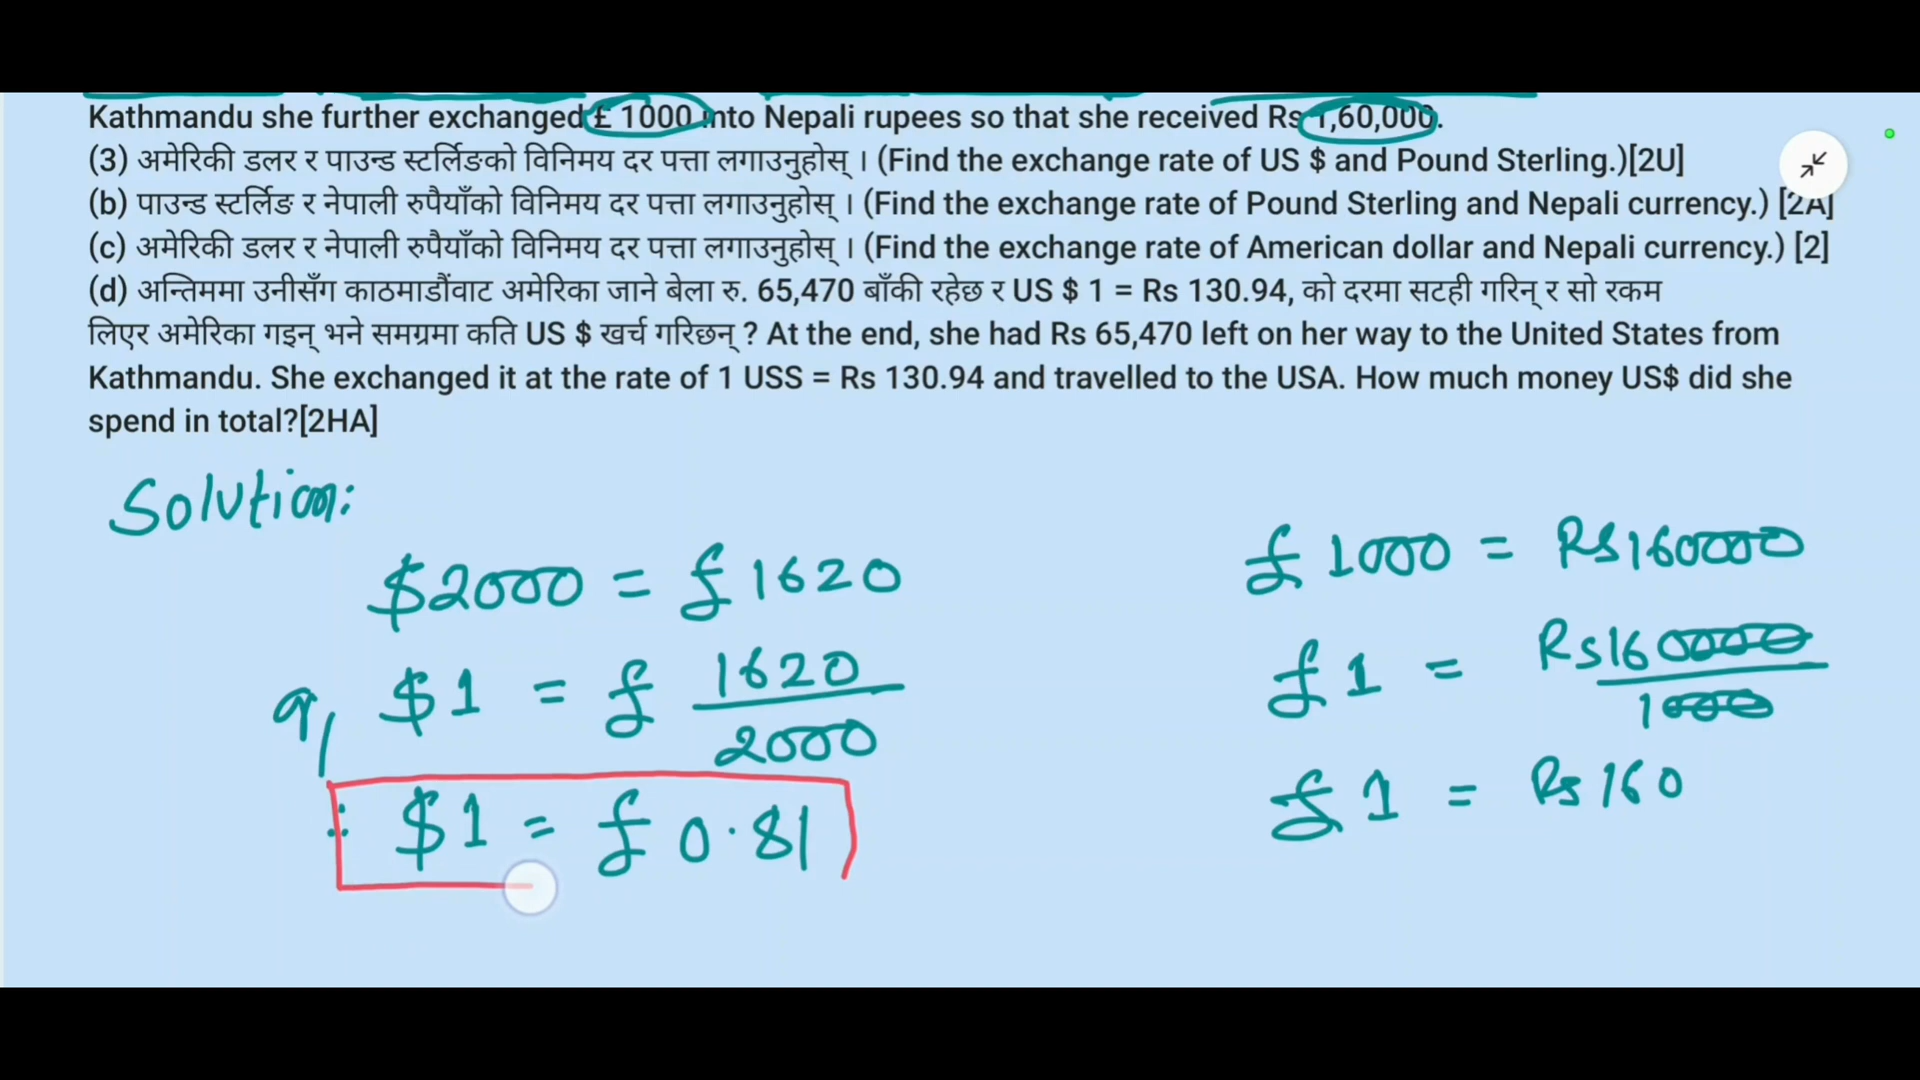 Kathmandu she further exchanged £ 1000 into Nepali rupees so that she received Rs 1,60,000.
(3) अमेरिकी डलर र पाउन्ड स्टर्लिङको विनिमय दर पत्ता लगाउनुहोस् । (Find the exchange rate of US $ and Pound Sterling.)[2U]
(b) पाउन्ड स्टर्लिङ र नेपाली रुपैयाँको विनिमय दर पत्ता लगाउनुहोस् । (Find the exchange rate of Pound Sterling and Nepali currency.) [2A]
(c) अमेरिकी डलर र नेपाली रुपैयाँको विनिमय दर पत्ता लगाउनुहोस् । (Find the exchange rate of American dollar and Nepali currency.) [2]
(d) अन्तिममा उनीसँग काठमाडौंवाट अमेरिका जाने बेला रु. 65,470 बाँकी रहेछ र US $ 1 = Rs 130.94, को दरमा सटही गरिन् र सो रकम
लिएर अमेरिका गइन् भने समग्रमा कति US $ खर्च गरिछन् ? At the end, she had Rs 65,470 left on her way to the United States from
Kathmandu. She exchanged it at the rate of 1 USS = Rs 130.94 and travelled to the USA. How much money US$ did she
spend in total?[2HA]
Solution:
$2000 = £ 1620
a, $1 = £ 1620
2000
∴ $1 = £ 0.81
£ 1000 = Rs 160000
£ 1 = Rs 160000
1000
£ 1 = Rs 160